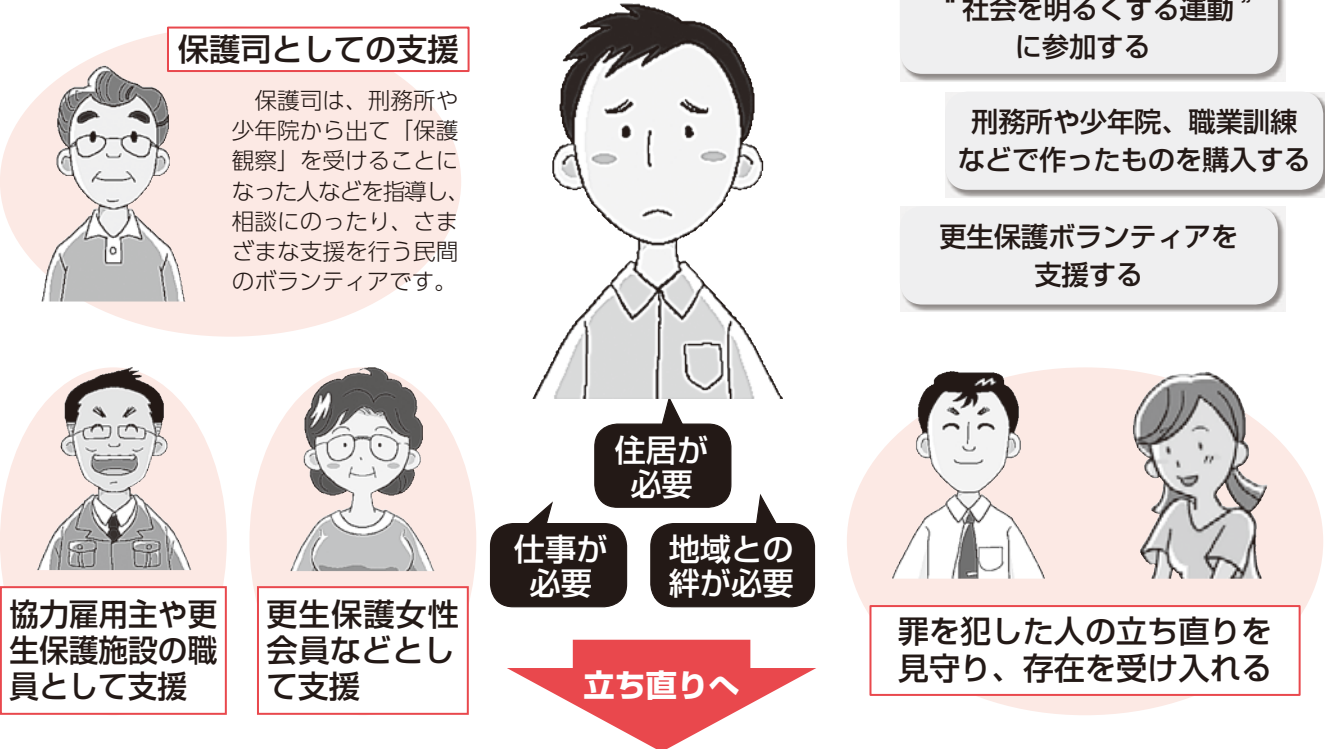 保護司としての支援
　保護司は、刑務所や
少年院から出て「保護
観察」を受けることに
なった人などを指導し、
相談にのったり、さま
ざまな支援を行う民間
のボランティアです。
協力雇用主や更
生保護施設の職
員として支援
更生保護女性
会員などとし
て支援
住居が
必要
仕事が
必要
地域との
絆が必要
立ち直りへ
“社会を明るくする運動”
に参加する
刑務所や少年院、職業訓練
などで作ったものを購入する
更生保護ボランティアを
支援する
罪を犯した人の立ち直りを
見守り、存在を受け入れる